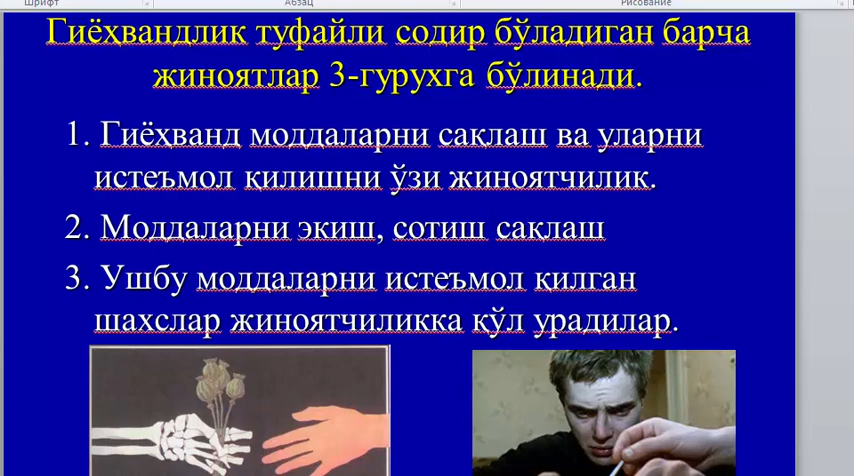 Шрифт
Абзац
Рисование
Гиёҳвандлик туфайли содир бўладиган барча
жиноятлар 3-гурухга бўлинади.
1. Гиёҳванд моддаларни сақлаш ва уларни
истеъмол қилишни ўзи жиноятчилик.
2. Моддаларни экиш, сотиш сақлаш
3. Ушбу моддаларни истеъмол қилган
шахслар жиноятчиликка қўл урадилар.